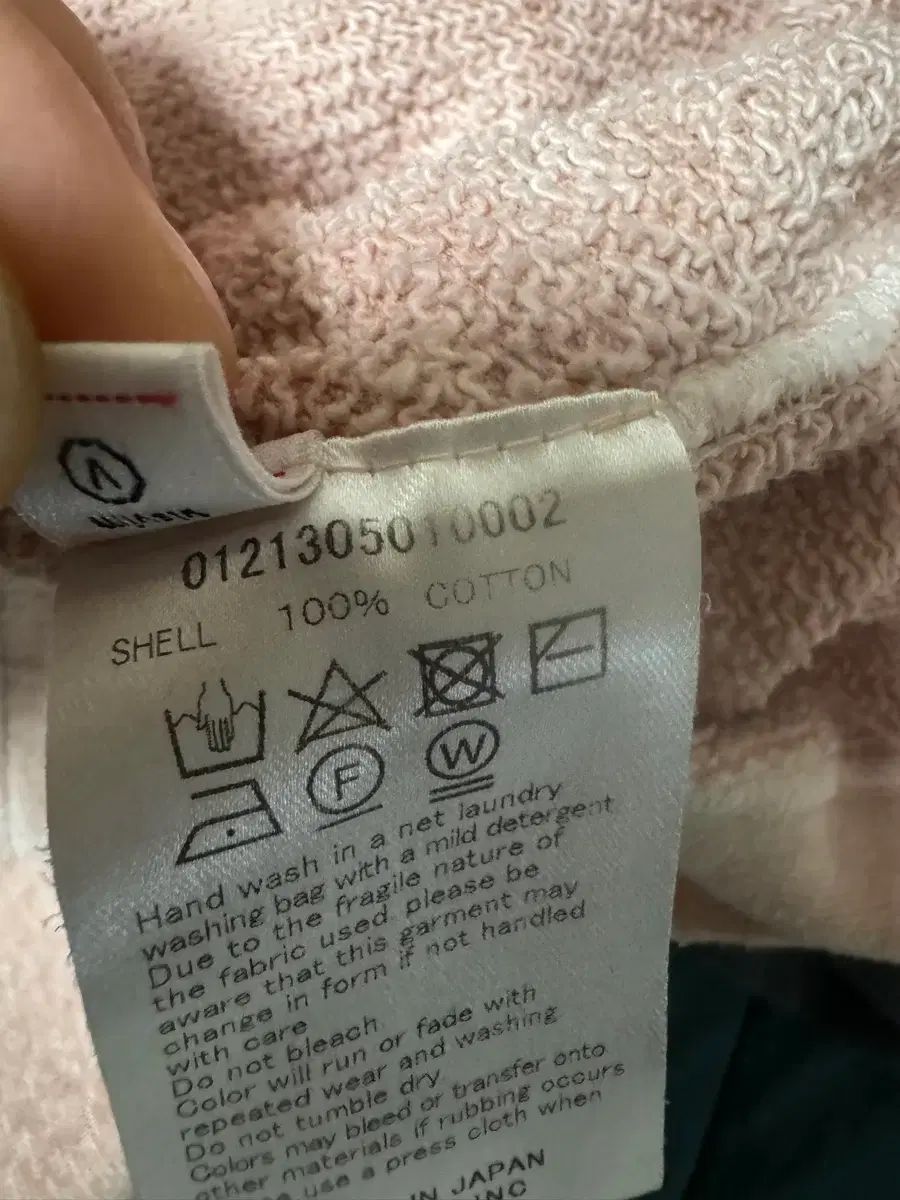 0121305010002
SHELL 100% COTTON
F
W
Hand wash in a net laundry
washing bag with a mild detergent
Due to the fragile nature of
the fabric used please be
aware that this garment may
change in form if not handled
with care
Do not bleach
Color will run or fade with
repeated wear and washing
Do not tumble dry
Colors may bleed or transfer onto
other materials if rubbing occurs
use a press cloth when
IN JAPAN
INC